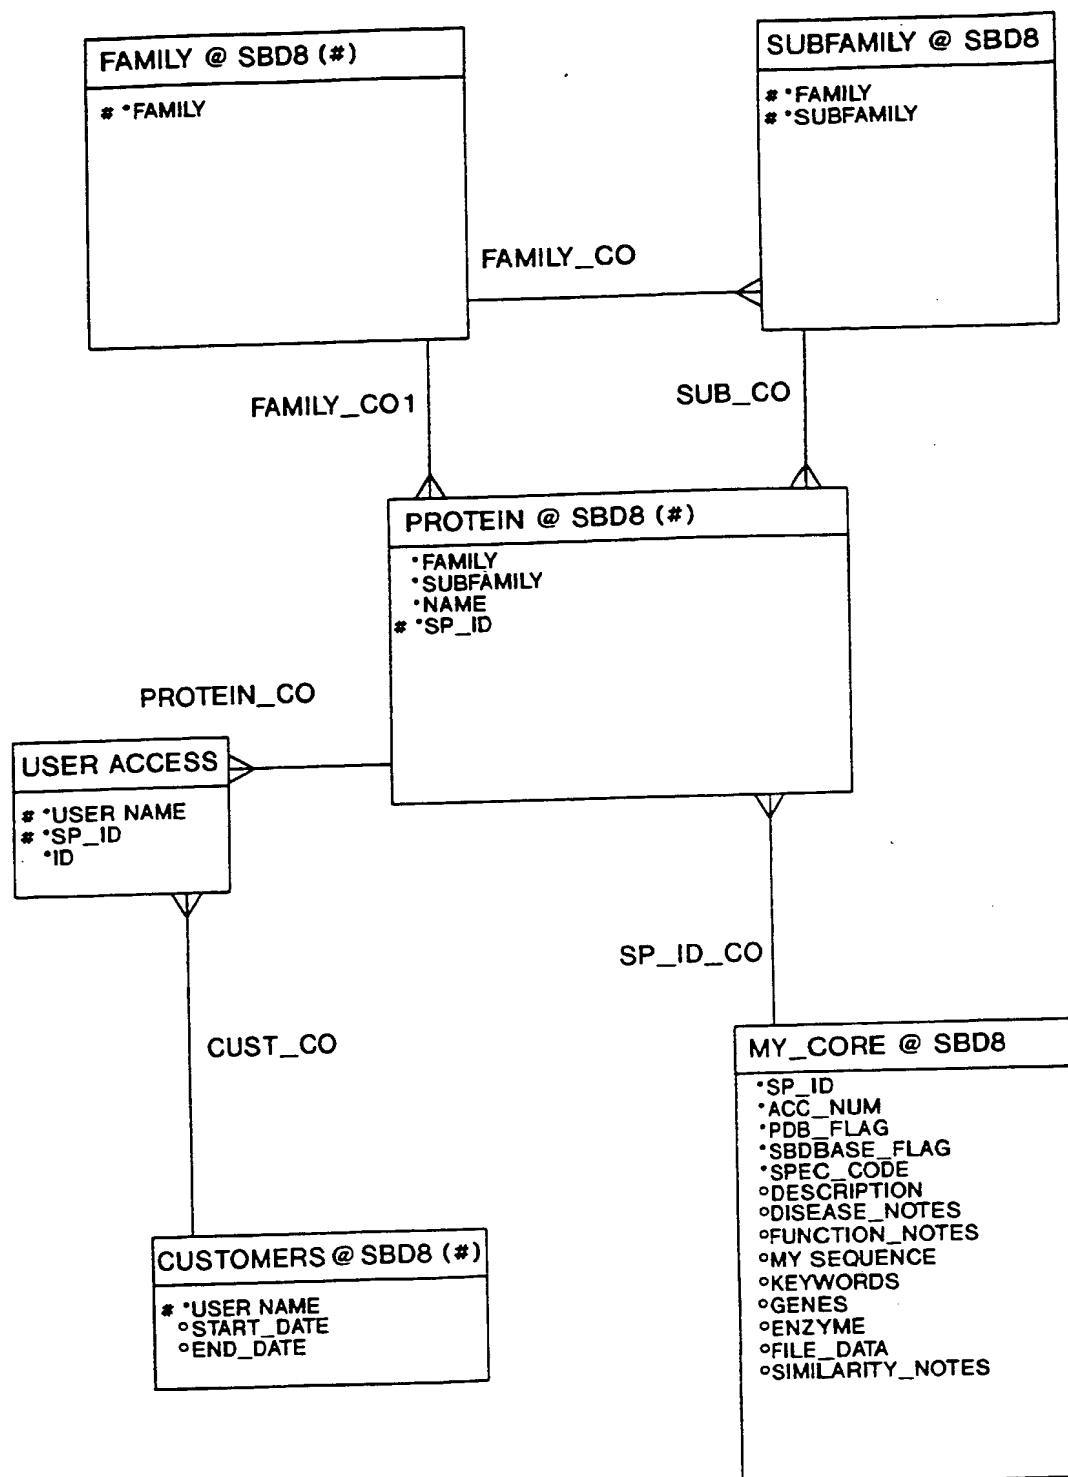 FAMILY @ SBD8 (#)
# *FAMILY
SUBFAMILY @ SBD8
# *FAMILY
# *SUBFAMILY
FAMILY_CO
FAMILY_CO1
SUB_CO
PROTEIN @ SBD8 (#)
*FAMILY
*SUBFAMILY
*NAME
# *SP_ID
PROTEIN_CO
USER ACCESS
# *USER NAME
# *SP_ID
*ID
SP_ID_CO
CUST_CO
MY_CORE @ SBD8
*SP_ID
*ACC_NUM
*PDB_FLAG
*SBDBASE_FLAG
*SPEC_CODE
oDESCRIPTION
oDISEASE_NOTES
oFUNCTION_NOTES
oMY SEQUENCE
oKEYWORDS
oGENES
oENZYME
oFILE_DATA
oSIMILARITY_NOTES
CUSTOMERS @ SBD8 (#)
# *USER NAME
oSTART_DATE
oEND_DATE